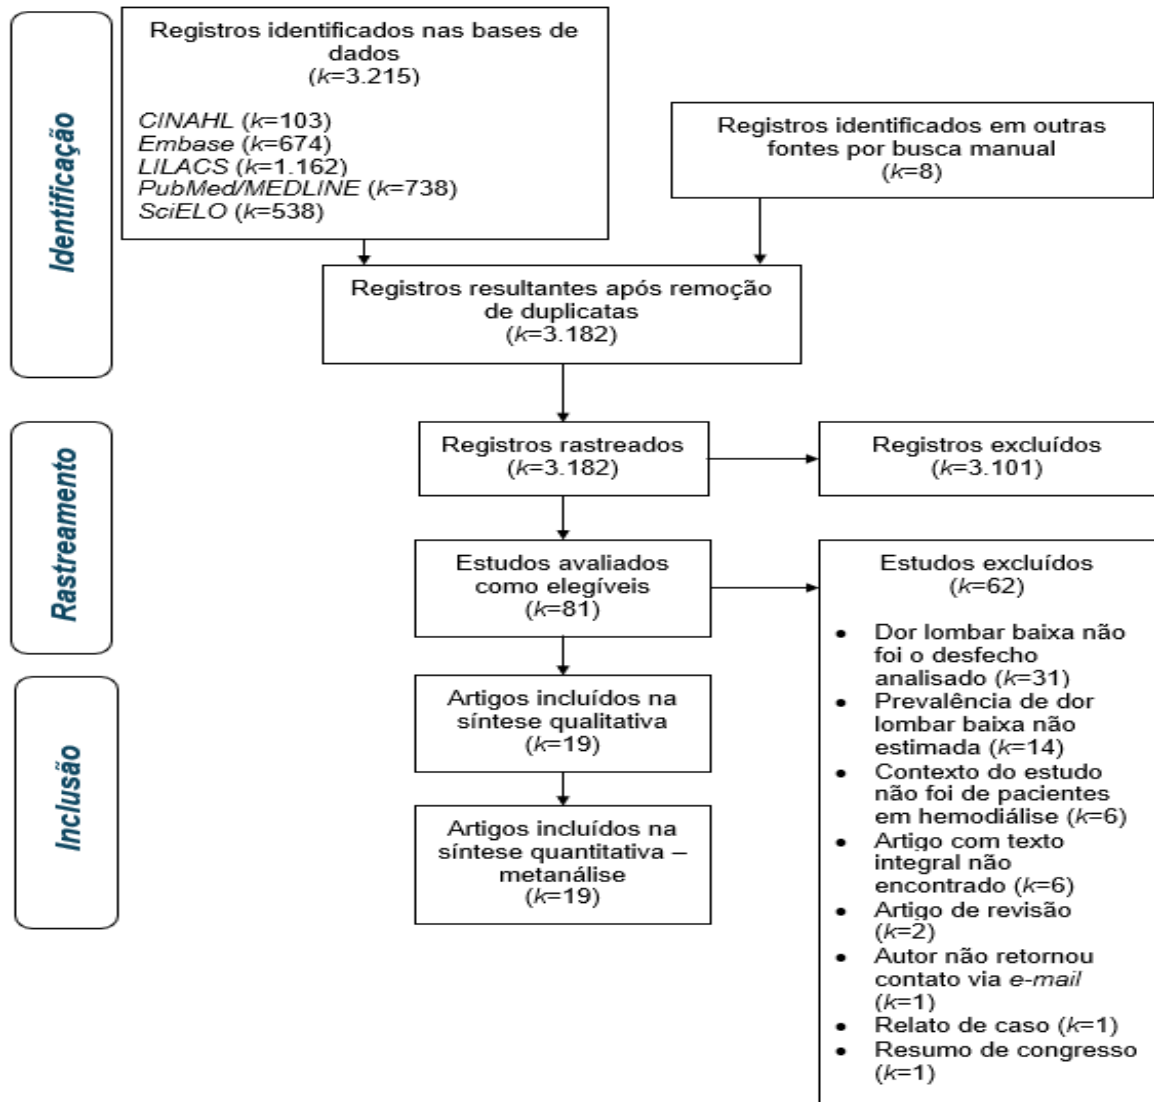 Identificação
Registros identificados nas bases de
dados
(k=3.215)
CINAHL (k=103)
Embase (k=674)
LILACS (k=1.162)
PubMed/MEDLINE (k=738)
SciELO (k=538)
Registros identificados em outras
fontes por busca manual
(k=8)
Registros resultantes após remoção
de duplicatas
(k=3.182)
Rastreamento
Registros rastreados
(k=3.182)
Registros excluídos
(k=3.101)
Estudos avaliados
como elegíveis
(k=81)
Estudos excluídos
(k=62)
• Dor lombar baixa não
foi o desfecho
analisado (k=31)
• Prevalência de dor
lombar baixa não
estimada (k=14)
• Contexto do estudo
não foi de pacientes
em hemodiálise (k=6)
• Artigo com texto
integral não
encontrado (k=6)
• Artigo de revisão
(k=2)
• Autor não retornou
contato via e-mail
(k=1)
• Relato de caso (k=1)
• Resumo de congresso
(k=1)
Inclusão
Artigos incluídos na
síntese qualitativa
(k=19)
Artigos incluídos na
síntese quantitativa –
metanálise
(k=19)